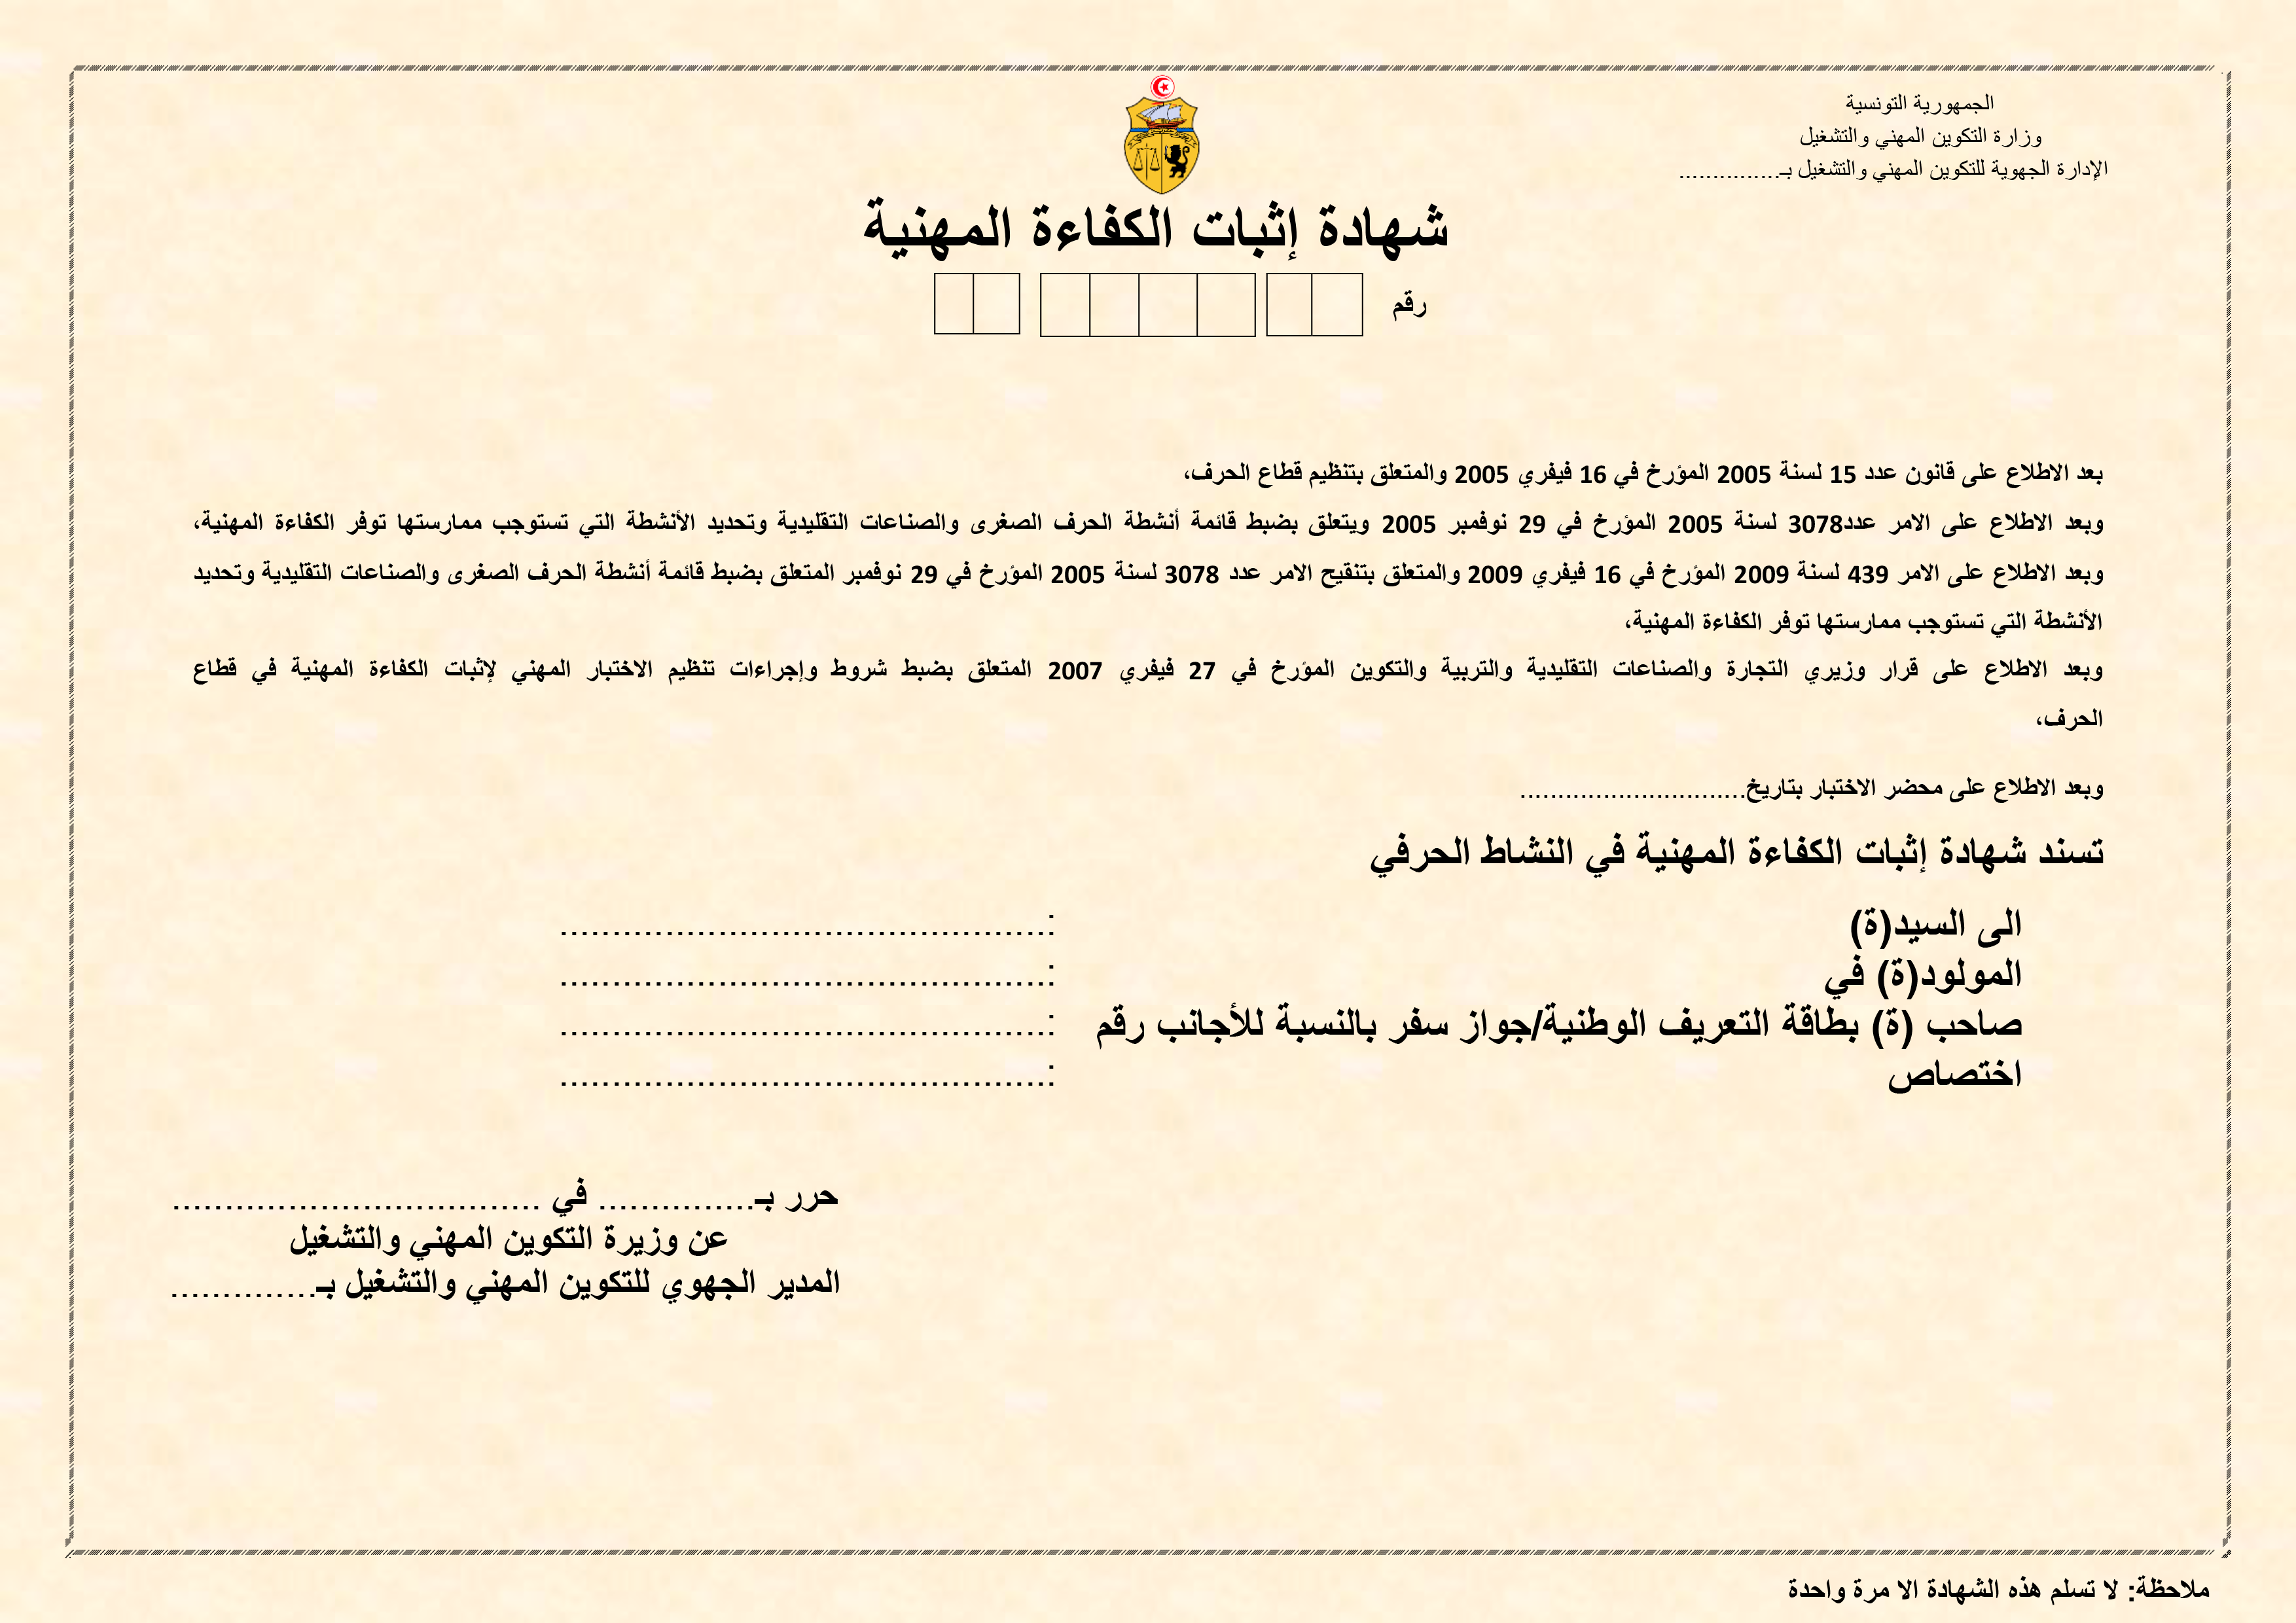 الجمهورية التونسية
وزارة التكوين المهني والتشغيل
الإدارة الجهوية للتكوين المهني والتشغيل بـ...............
شهادة إثبات الكفاءة المهنية
رقم
بعد الاطلاع على قانون عدد 15 لسنة 2005 المؤرخ في 16 فيفري 2005 والمتعلق بتنظيم قطاع الحرف،
وبعد الاطلاع على الامر عدد3078 لسنة 2005 المؤرخ في 29 نوفمبر 2005 ويتعلق بضبط قائمة أنشطة الحرف الصغرى والصناعات التقليدية وتحديد الأنشطة التي تستوجب ممارستها توفر الكفاءة المهنية،
وبعد الاطلاع على الامر 439 لسنة 2009 المؤرخ في 16 فيفري 2009 والمتعلق بتنقيح الامر عدد 3078 لسنة 2005 المؤرخ في 29 نوفمبر المتعلق بضبط قائمة أنشطة الحرف الصغرى والصناعات التقليدية وتحديد
الأنشطة التي تستوجب ممارستها توفر الكفاءة المهنية،
وبعد الاطلاع على قرار وزيري التجارة والصناعات التقليدية والتربية والتكوين المؤرخ في 27 فيفري 2007 المتعلق بضبط شروط وإجراءات تنظيم الاختبار المهني لإثبات الكفاءة المهنية في قطاع
الحرف،
وبعد الاطلاع على محضر الاختبار بتاريخ..............................
تسند شهادة إثبات الكفاءة المهنية في النشاط الحرفي
الى السيد(ة) :...............................................
المولود(ة) في :...............................................
صاحب (ة) بطاقة التعريف الوطنية/جواز سفر بالنسبة للأجانب رقم :...............................................
اختصاص :...............................................
حرر بـ............... في ...................................
عن وزيرة التكوين المهني والتشغيل
المدير الجهوي للتكوين المهني والتشغيل بـ..............
ملاحظة: لا تسلم هذه الشهادة الا مرة واحدة